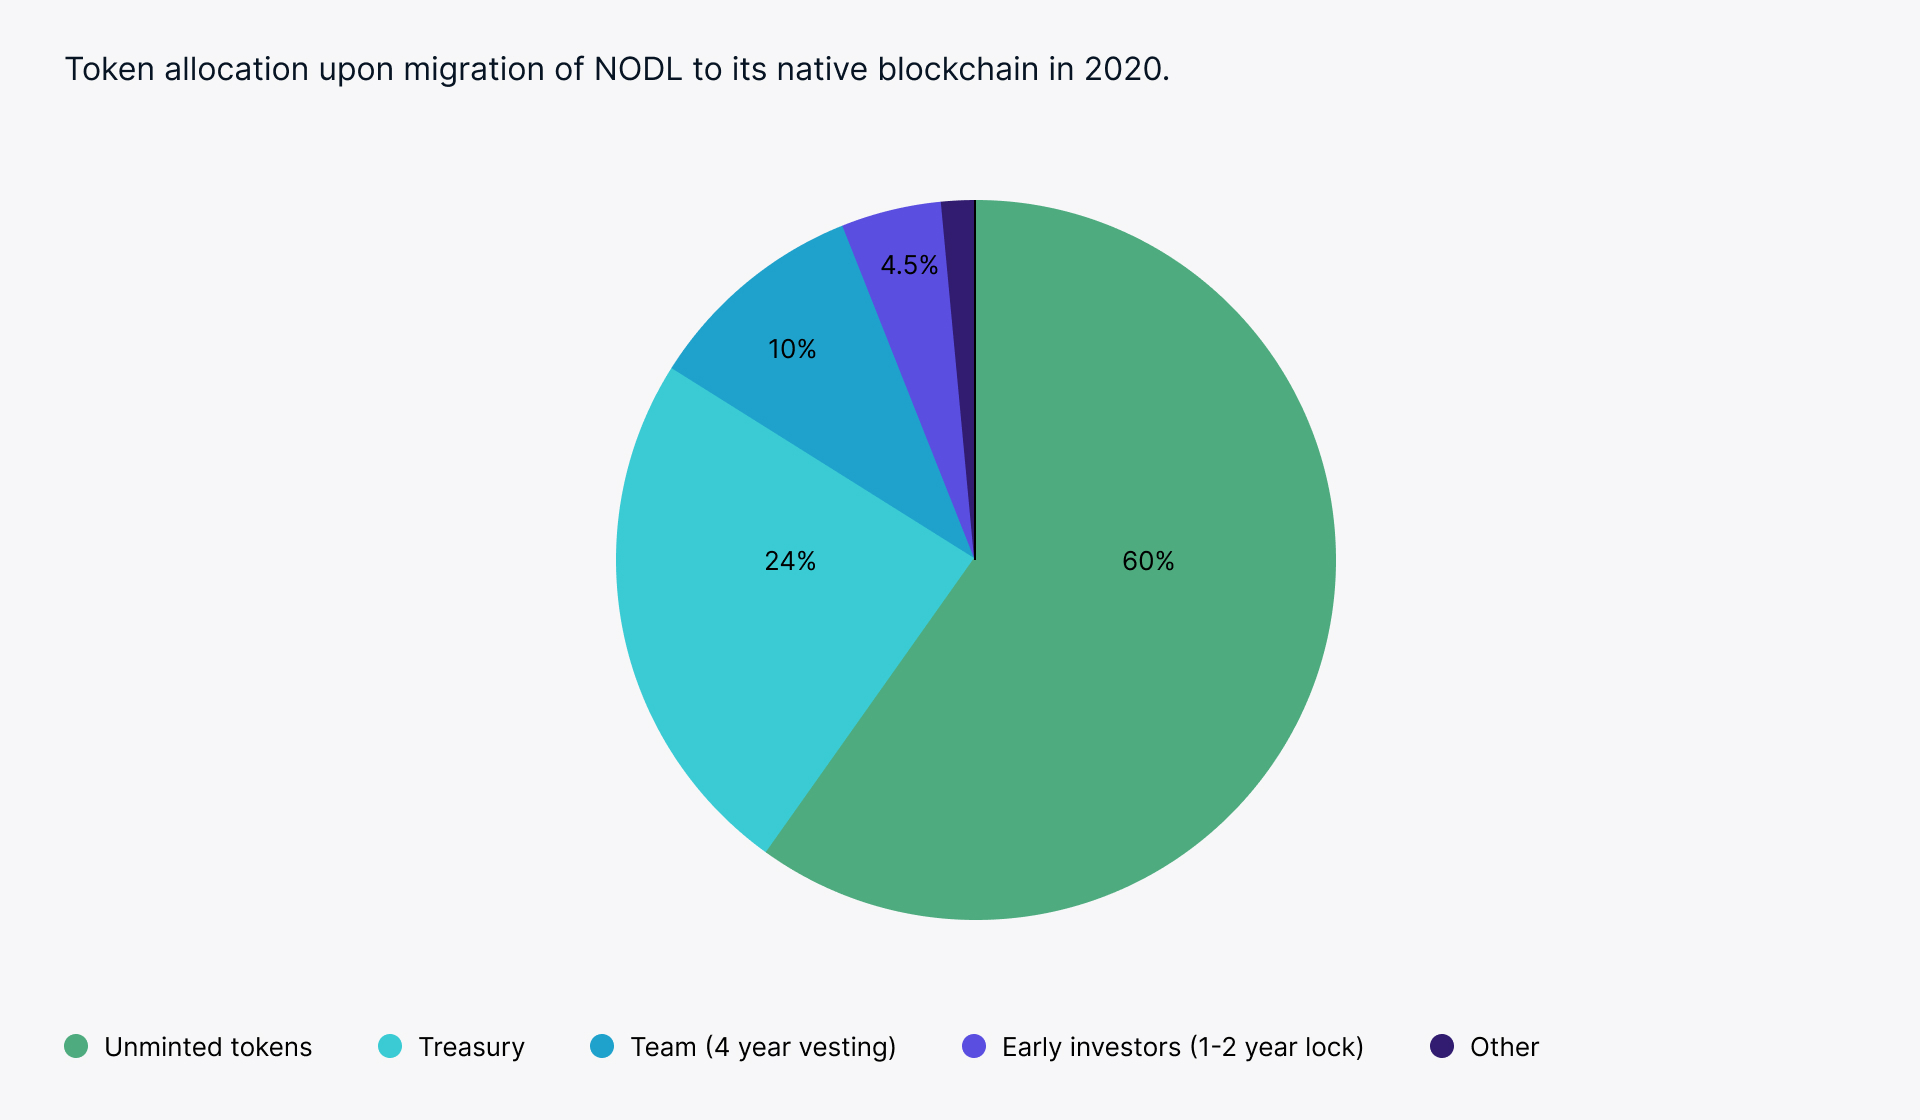 Token allocation upon migration of NODL to its native blockchain in 2020.
4.5%
10%
24%
60%
Unminted tokens
Treasury
Team (4 year vesting)
Early investors (1-2 year lock)
Other